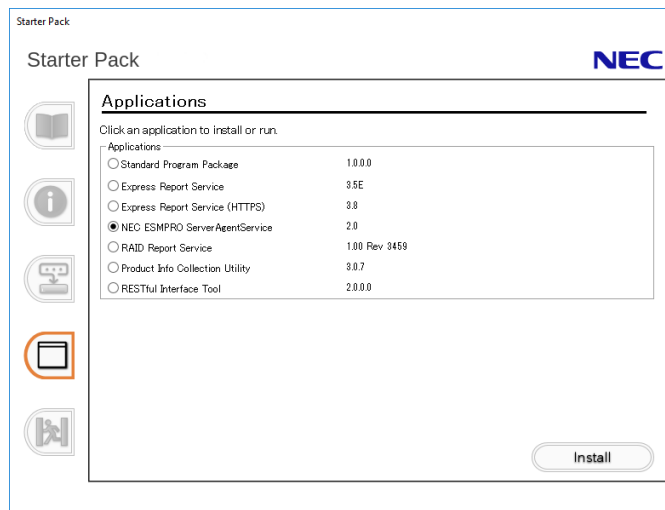 Starter Pack
Starter Pack
NEC
Applications
Click an application to install or run.
Applications
Standard Program Package 1.0.0.0
Express Report Service 3.5E
Express Report Service (HTTPS) 3.8
NEC ESMPRO ServerAgentService 2.0
RAID Report Service 1.00 Rev 3459
Product Info Collection Utility 3.0.7
RESTful Interface Tool 2.0.0.0
Install